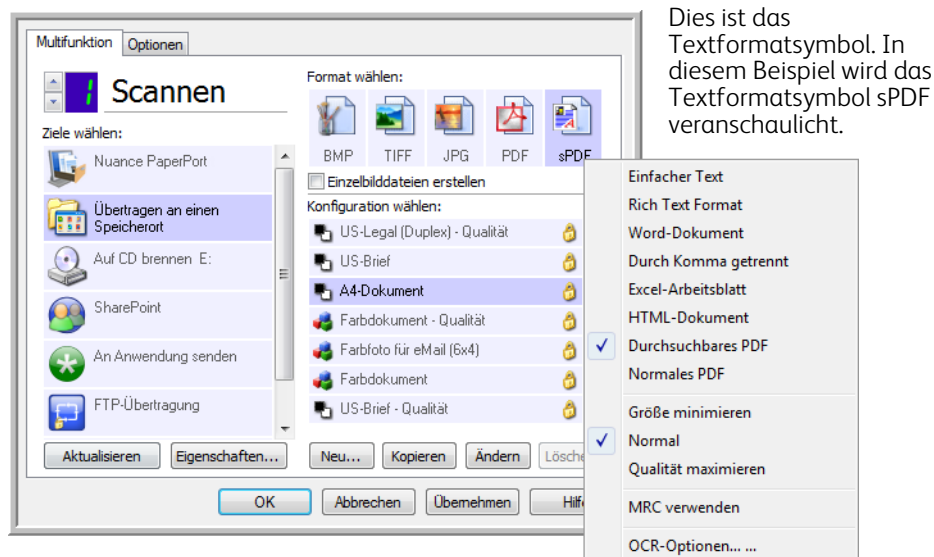 Dies ist das
Textformatsymbol. In
diesem Beispiel wird das
Textformatsymbol sPDF
veranschaulicht.
Multifunktion Optionen
1 Scannen
Ziele wählen:
Nuance PaperPort
Übertragen an einen
Speicherort
Auf CD brennen E:
SharePoint
An Anwendung senden
FTP-Übertragung
Aktualisieren Eigenschaften...
Format wählen:
BMP TIFF JPG PDF sPDF
Einzelbilddateien erstellen
Konfiguration wählen:
US-Legal (Duplex) - Qualität
US-Brief
A4-Dokument
Farbdokument - Qualität
Farbfoto für eMail (6x4)
Farbdokument
US-Brief - Qualität
Neu... Kopieren Ändern Lösche
OK Abbrechen Übernehmen Hilfe
Einfacher Text
Rich Text Format
Word-Dokument
Durch Komma getrennt
Excel-Arbeitsblatt
HTML-Dokument
Durchsuchbares PDF
Normales PDF
Größe minimieren
Normal
Qualität maximieren
MRC verwenden
OCR-Optionen... ...